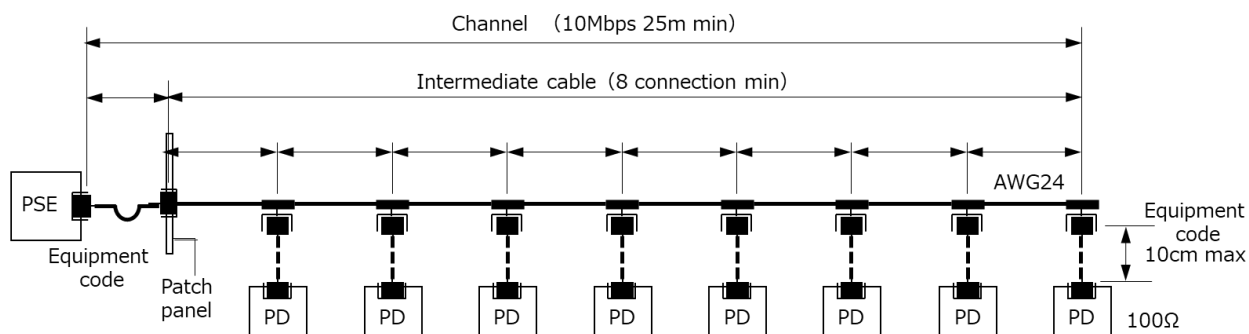 Channel （10Mbps 25m min）
Intermediate cable（8 connection min）
AWG24
PSE
Equipment
code
Patch
panel
Equipment
code
10cm max
PD
PD
PD
PD
PD
PD
PD
PD
100Ω